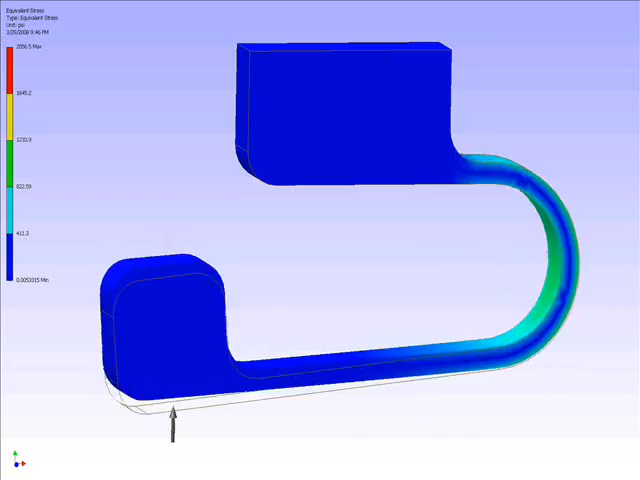 Equivalent Stress
Type: Equivalent Stress
Unit: psi
3/29/2008 9:46 PM
2056.5 Max
1645.2
1233.9
822.59
411.3
0.0053315 Min